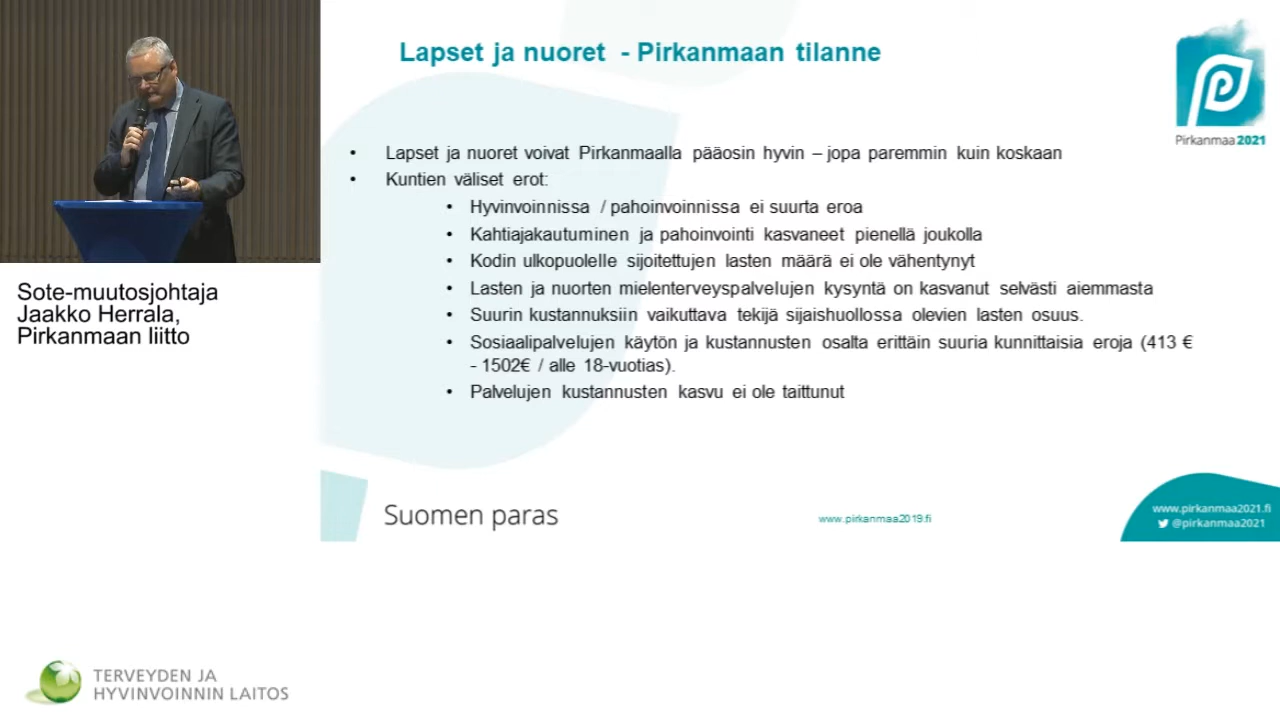 Lapset ja nuoret - Pirkanmaan tilanne
Pirkanmaa2021
• Lapset ja nuoret voivat Pirkanmaalla pääosin hyvin – jopa paremmin kuin koskaan
• Kuntien väliset erot:
• Hyvinvoinnissa / pahoinvoinnissa ei suurta eroa
• Kahtiajakautuminen ja pahoinvointi kasvaneet pienellä joukolla
• Kodin ulkopuolelle sijoitettujen lasten määrä ei ole vähentynyt
• Lasten ja nuorten mielenterveyspalvelujen kysyntä on kasvanut selvästi aiemmasta
• Suurin kustannuksiin vaikuttava tekijä sijaishuollossa olevien lasten osuus.
• Sosiaalipalvelujen käytön ja kustannusten osalta erittäin suuria kunnittaisia eroja (413 €
- 1502€ / alle 18-vuotias).
• Palvelujen kustannusten kasvu ei ole taittunut
Sote-muutosjohtaja
Jaakko Herrala,
Pirkanmaan liitto
Suomen paras
www.pirkanmaa2019.fi
www.pirkanmaa2021.fi
@pirkanmaa2021
TERVEYDEN JA
HYVINVOINNIN LAITOS